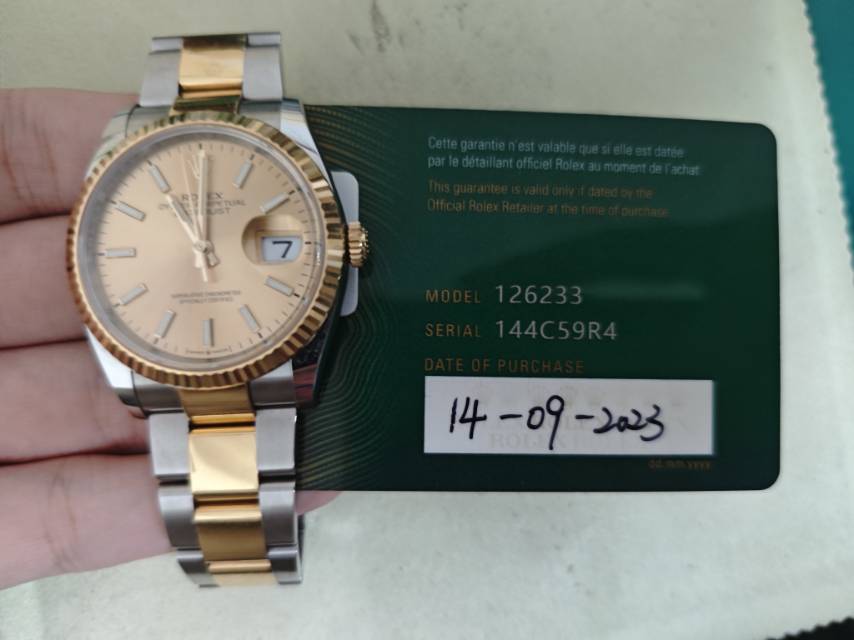 ROLEX
PERPETUAL
7
Cette garantie n'est valable que si elle est datée
par le détaillant officiel Rolex au moment de l'achat
This guarantee is valid only if dated by the
Official Rolex Retailer at the time of purchase
MODEL 126233
SERIAL 144C59R4
DATE OF PURCHASE
14-09-2023
ROLEX
dd.mm.yyyy